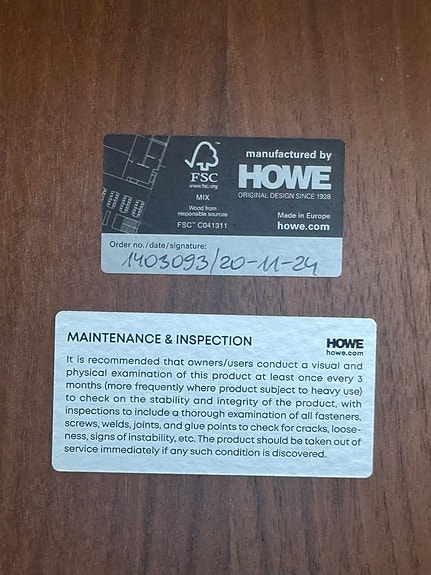 FSC
www.fsc.org
MIX
Wood from
responsible sources
FSC™ C041311
manufactured by
HOWE
ORIGINAL DESIGN SINCE 1928
Made in Europe
howe.com
Order no./date/signature:
1403093/20-11-24
MAINTENANCE & INSPECTION
HOWE
howe.com
It is recommended that owners/users conduct a visual and
physical examination of this product at least once every 3
months (more frequently where product subject to heavy use)
to check on the stability and integrity of the product, with
inspections to include a thorough examination of all fasteners,
screws, welds, joints, and glue points to check for cracks, loose-
ness, signs of instability, etc. The product should be taken out of
service immediately if any such condition is discovered.